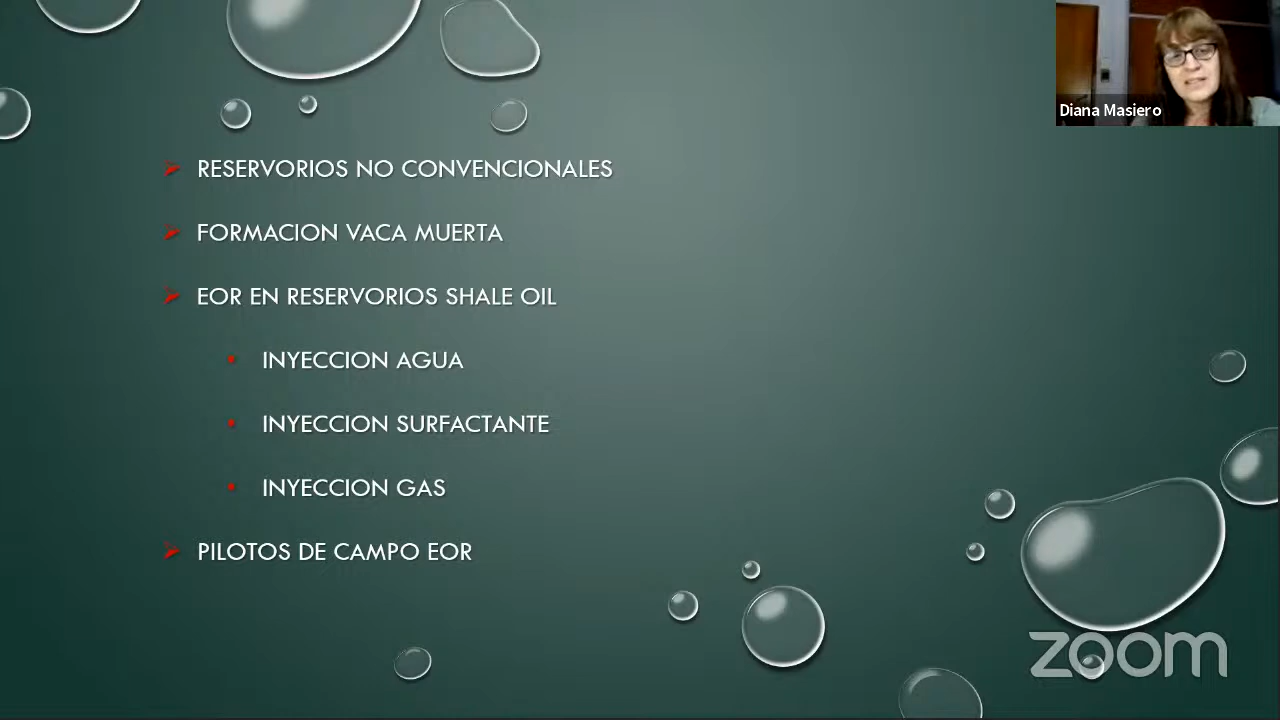 Diana Masiero
RESERVORIOS NO CONVENCIONALES
FORMACION VACA MUERTA
EOR EN RESERVORIOS SHALE OIL
INYECCION AGUA
INYECCION SURFACTANTE
INYECCION GAS
PILOTOS DE CAMPO EOR
zoom